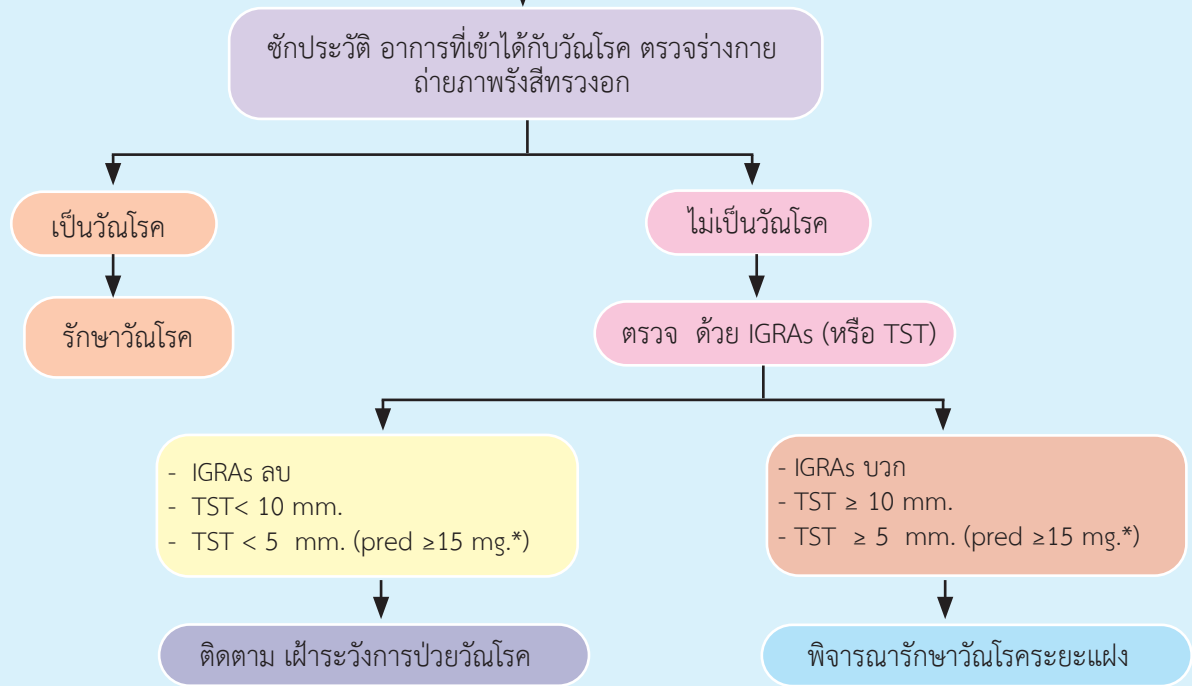 ซักประวัติ อาการที่เข้าได้กับวัณโรค ตรวจร่างกาย
ถ่ายภาพรังสีทรวงอก
เป็นวัณโรค
ไม่เป็นวัณโรค
รักษาวัณโรค
ตรวจ ด้วย IGRAs (หรือ TST)
- IGRAs ลบ
- TST< 10 mm.
- TST < 5 mm. (pred ≥15 mg.*)
- IGRAs บวก
- TST ≥ 10 mm.
- TST ≥ 5 mm. (pred ≥15 mg.*)
ติดตาม เฝ้าระวังการป่วยวัณโรค
พิจารณารักษาวัณโรคระยะแฝง